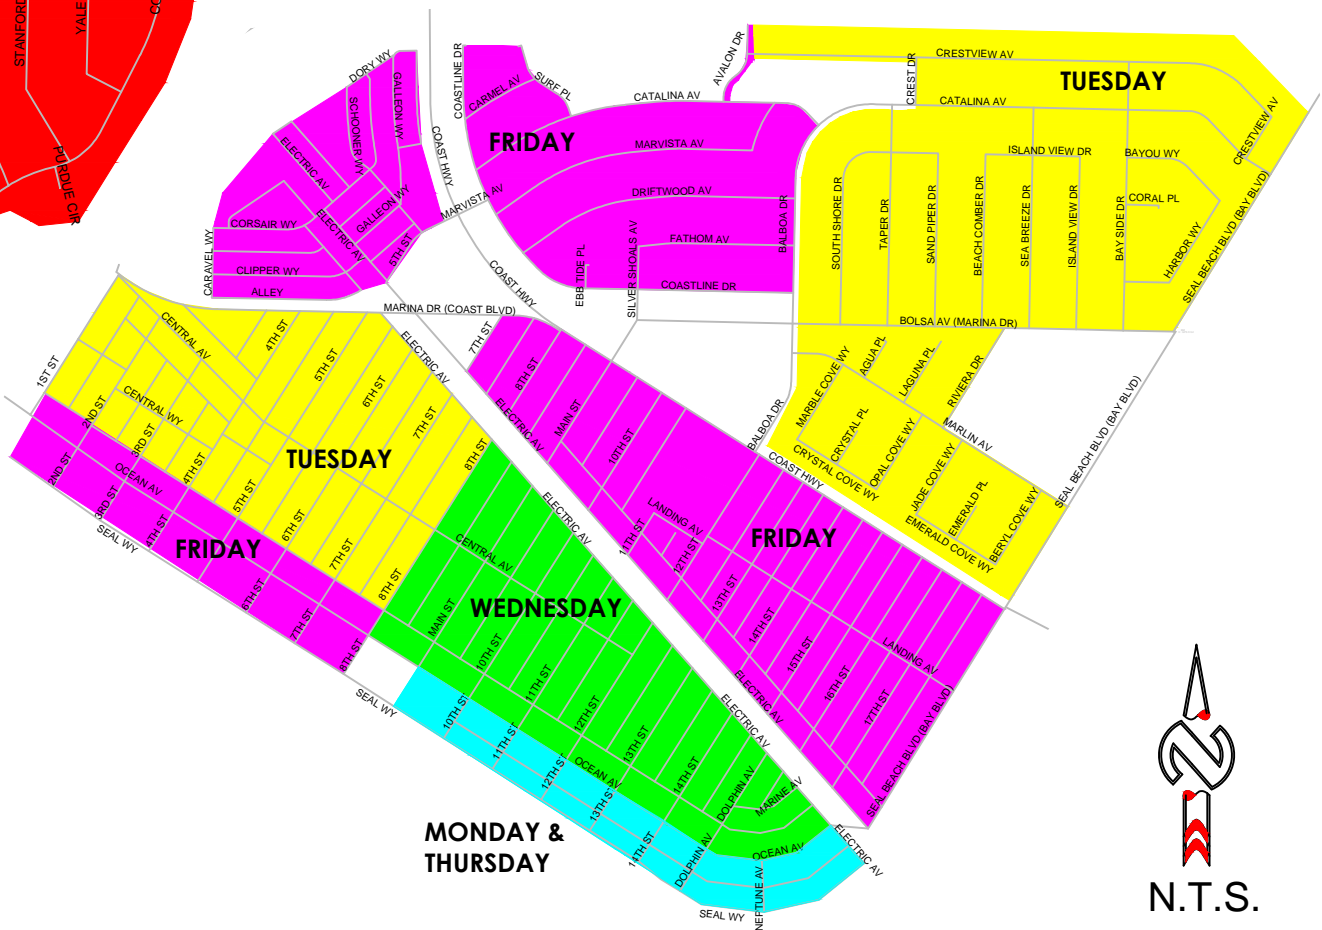 STANFORD
YALE
CO
PURDUE CIR
DORY WY
GALLEON WY
SCHOONER WY
ELECTRIC AV
ELECTRIC AV
GALLEON WY
CORSAIR WY
CARAVEL WY
CLIPPER WY
ALLEY
5TH ST
COAST HWY
MARVISTA AV
COASTLINE DR
CARMEL AV
SURF PL
FRIDAY
CATALINA AV
AVALON DR
MARVISTA AV
DRIFTWOOD AV
FATHOM AV
BALBOA DR
EBB TIDE PL
SILVER SHOALS AV
COASTLINE DR
COAST HWY
CRESTVIEW AV
TUESDAY
CREST DR
CATALINA AV
CRESTVIEW AV
ISLAND VIEW DR
BAYOU WY
CORAL PL
SOUTH SHORE DR
TAPER DR
SAND PIPER DR
BEACH COMBER DR
SEA BREEZE DR
ISLAND VIEW DR
BAY SIDE DR
HARBOR WY
SEAL BEACH BLVD (BAY BLVD)
BOLSA AV (MARINA DR)
MARINA DR (COAST BLVD)
MARBLE COVE WY
AGUA PL
LAGUNA PL
RIVIERA DR
MARLIN AV
BALBOA DR
CRYSTAL PL
OPAL COVE WY
JADE COVE WY
CRYSTAL COVE WY
EMERALD PL
BERYL COVE WY
EMERALD COVE WY
COAST HWY
SEAL BEACH BLVD (BAY BLVD)
1ST ST
CENTRAL AV
4TH ST
5TH ST
6TH ST
7TH ST
8TH ST
ELECTRIC AV
2ND ST
CENTRAL WY
3RD ST
4TH ST
5TH ST
6TH ST
7TH ST
8TH ST
TUESDAY
2ND ST
OCEAN AV
3RD ST
4TH ST
SEAL WY
FRIDAY
6TH ST
7TH ST
8TH ST
7TH ST
8TH ST
ELECTRIC AV
MAIN ST
10TH ST
LANDING AV
11TH ST
12TH ST
13TH ST
14TH ST
15TH ST
16TH ST
17TH ST
FRIDAY
LANDING AV
SEAL BEACH BLVD (BAY BLVD)
ELECTRIC AV
ELECTRIC AV
CENTRAL AV
WEDNESDAY
MAIN ST
10TH ST
11TH ST
12TH ST
13TH ST
14TH ST
ELECTRIC AV
DOLPHIN AV
MARINE AV
OCEAN AV
OCEAN AV
ELECTRIC AV
SEAL WY
10TH ST
11TH ST
12TH ST
13TH ST
14TH ST
DOLPHIN AV
NEPTUNE AV
SEAL WY
MONDAY &
THURSDAY
N.T.S.